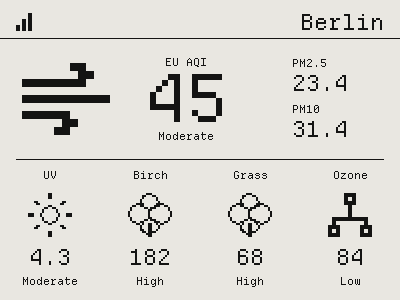 Berlin
EU AQI
45
Moderate
PM2.5
23.4
PM10
31.4
UV Birch Grass Ozone
4.3 182 68 84
Moderate High High Low